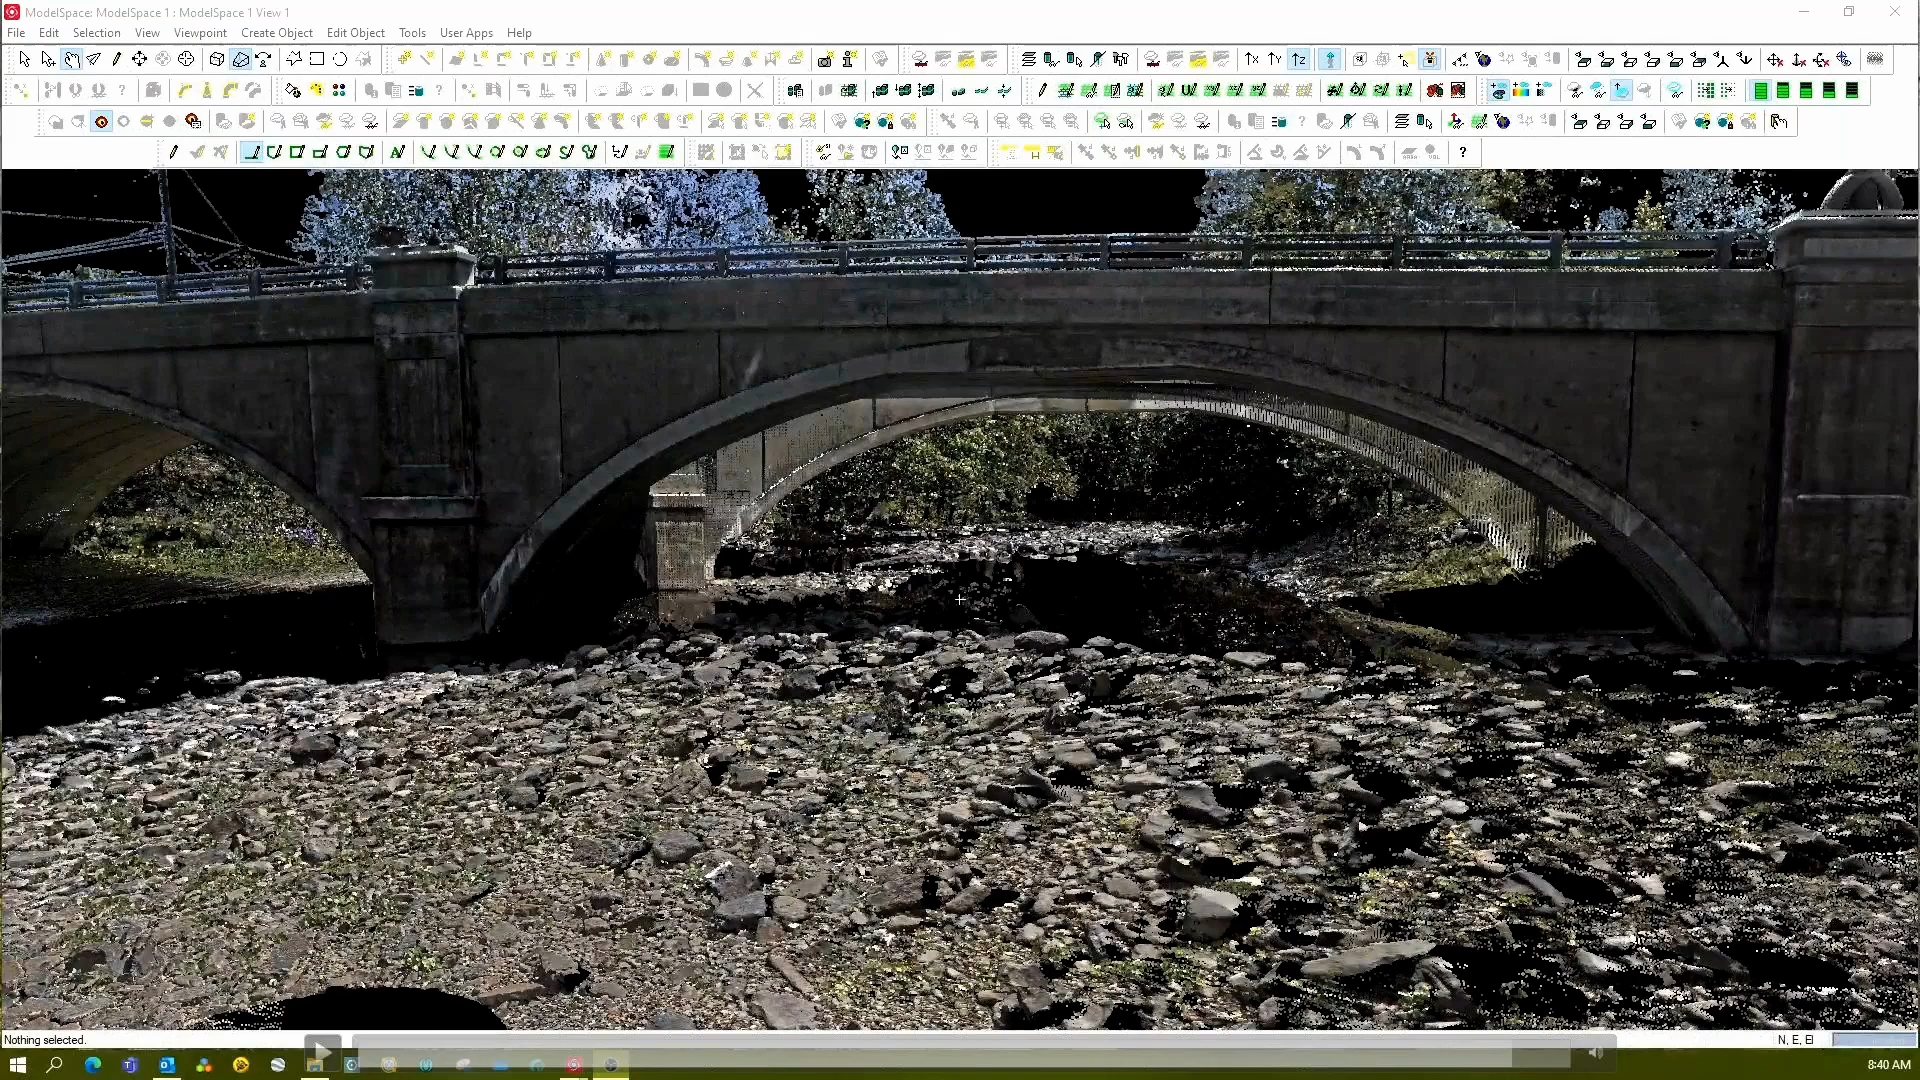 ModelSpace: ModelSpace 1 : ModelSpace 1 View 1
File Edit Selection View Viewpoint Create Object Edit Object Tools User Apps Help
Nothing selected.
N, E, El
8:40 AM